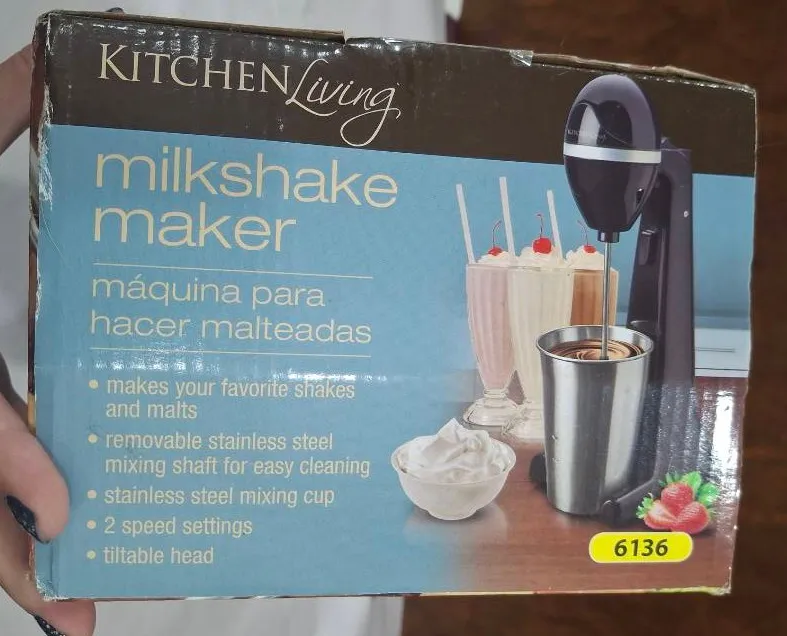 KITCHEN Living
milkshake
maker
máquina para
hacer malteadas
• makes your favorite shakes
and malts
• removable stainless steel
mixing shaft for easy cleaning
• stainless steel mixing cup
• 2 speed settings
• tiltable head
6136